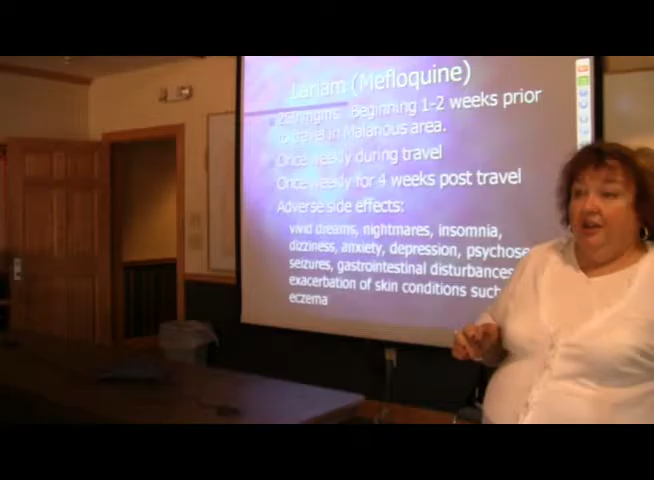 Lariam (Mefloquine)
250mgms. Beginning 1-2 weeks prior
to travel in Malarious area.
Once weekly during travel
Once weekly for 4 weeks post travel
Adverse side effects:
vivid dreams, nightmares, insomnia,
dizziness, anxiety, depression, psychose
seizures, gastrointestinal disturbances
exacerbation of skin conditions such
eczema